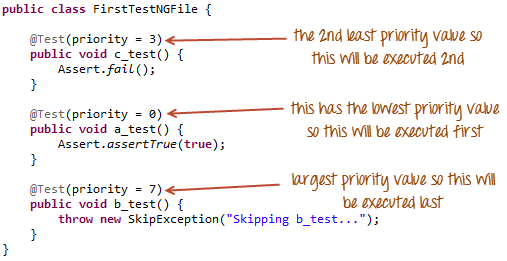 public class FirstTestNGFile {
@Test(priority = 3)
public void c_test() {
Assert.fail();
}
the 2nd least priority value so
this will be executed 2nd
@Test(priority = 0)
public void a_test() {
Assert.assertTrue(true);
}
this has the lowest priority value
so this will be executed first
@Test(priority = 7)
public void b_test() {
throw new SkipException("Skipping b_test...");
}
largest priority value so this will
be executed last
}